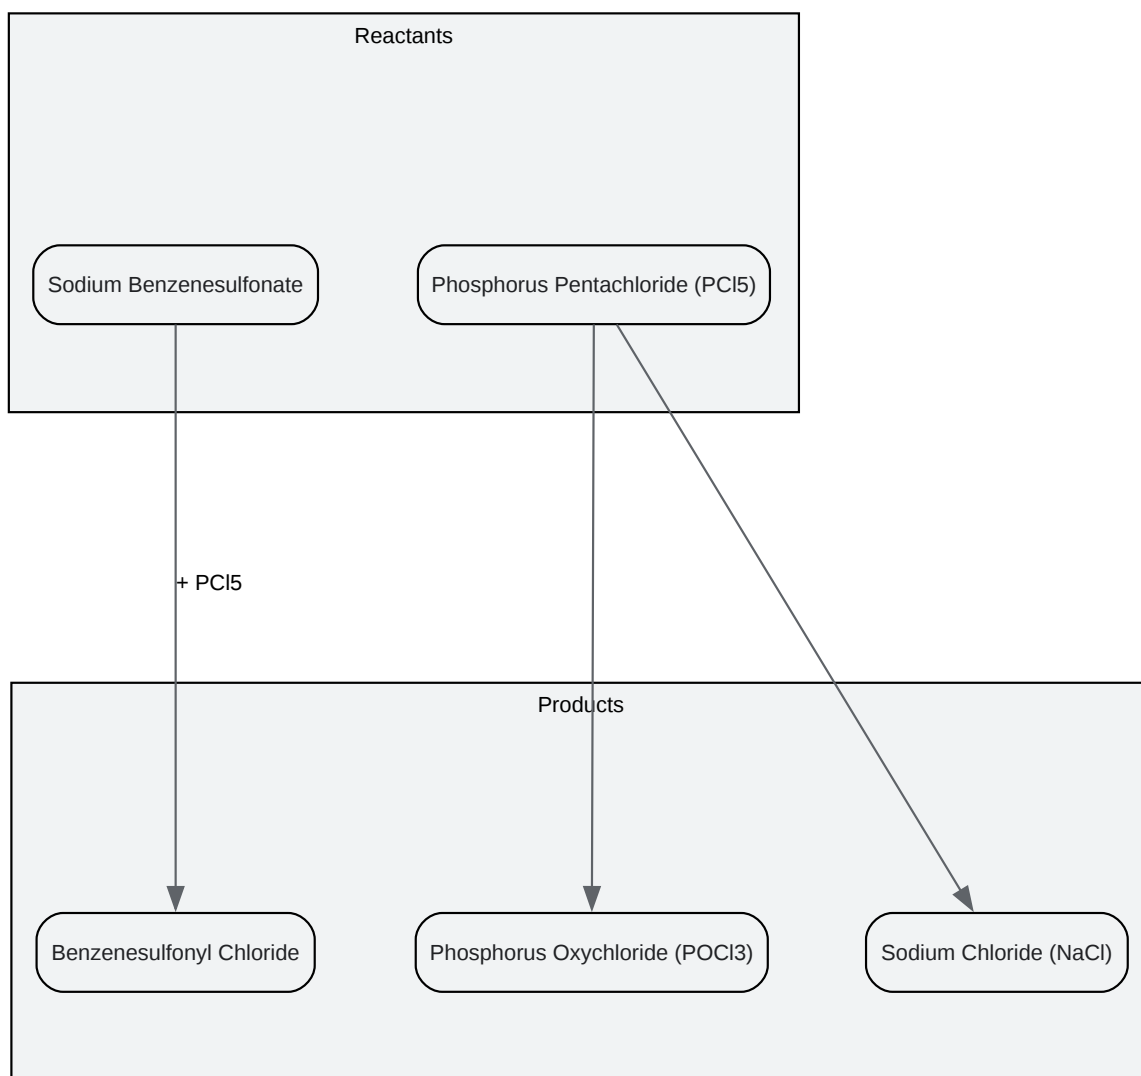 Reactants
Sodium Benzenesulfonate
Phosphorus Pentachloride (PCl5)
+ PCl5
Products
Benzenesulfonyl Chloride
Phosphorus Oxychloride (POCl3)
Sodium Chloride (NaCl)